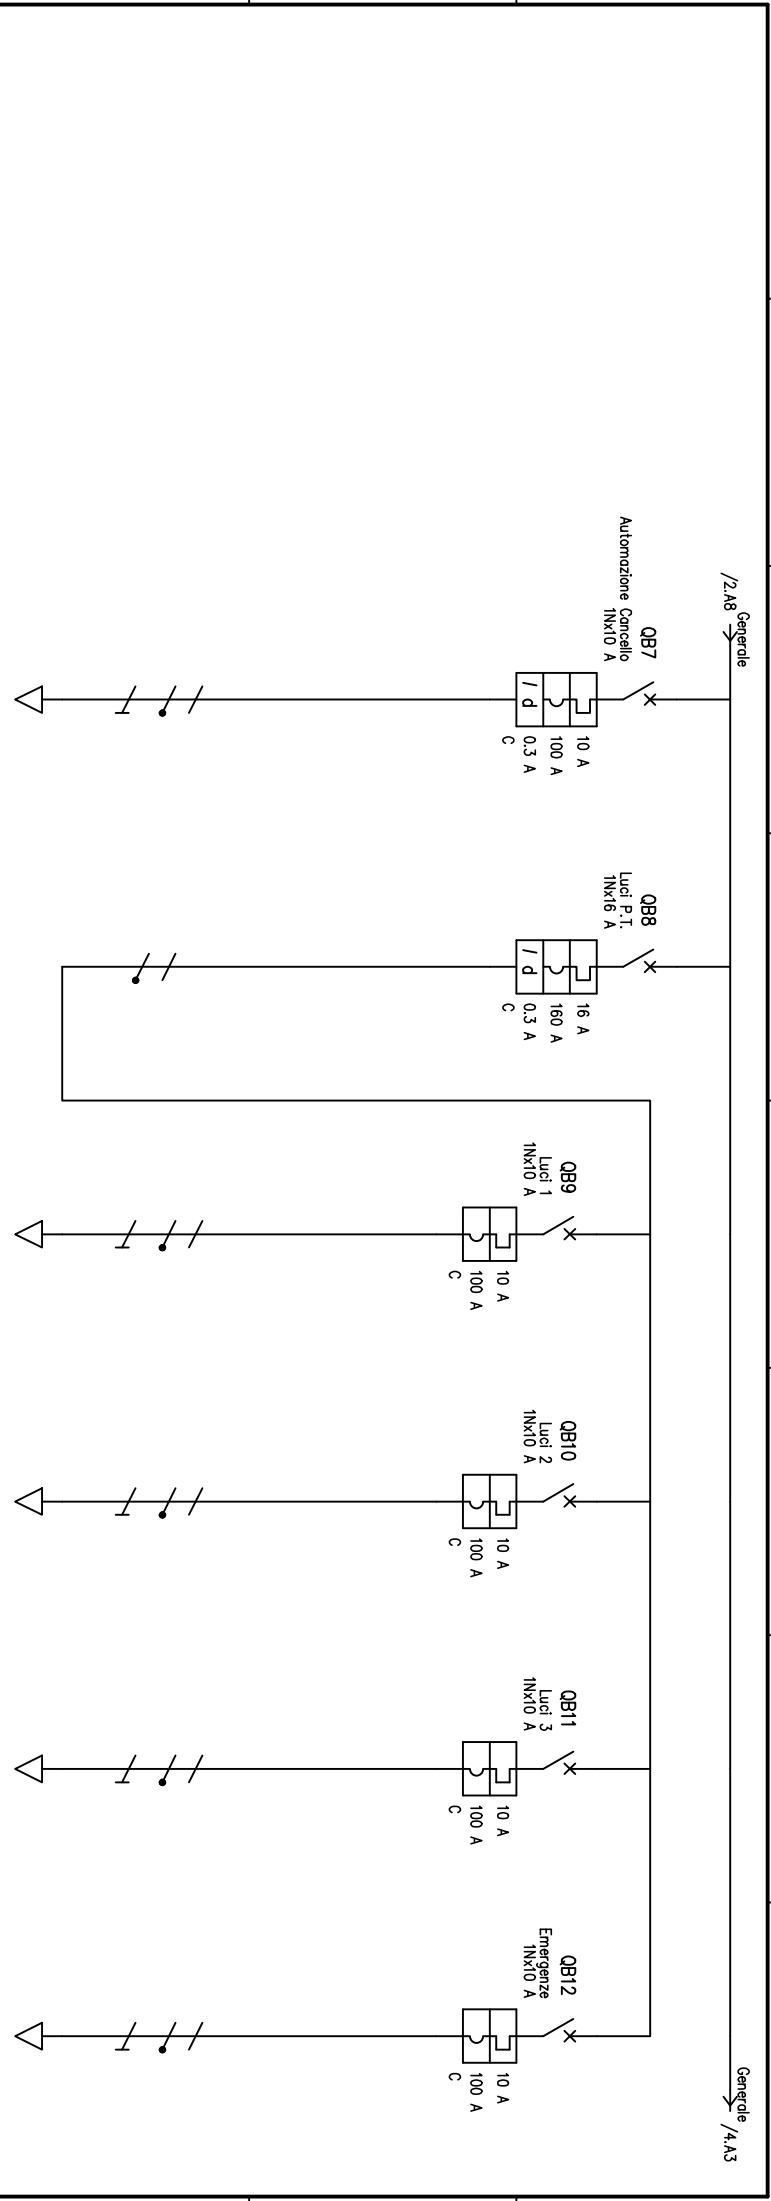 Generale
/2.A8
QB7
Automazione Cancello
1Nx10 A
10 A
100 A
I d
0.3 A
C
QB8
Luci P.T.
1Nx16 A
16 A
160 A
I d
0.3 A
C
QB9
Luci 1
1Nx10 A
10 A
100 A
C
QB10
Luci 2
1Nx10 A
10 A
100 A
C
QB11
Luci 3
1Nx10 A
10 A
100 A
C
QB12
Emergenze
1Nx10 A
10 A
100 A
C
Generale
/4.A3